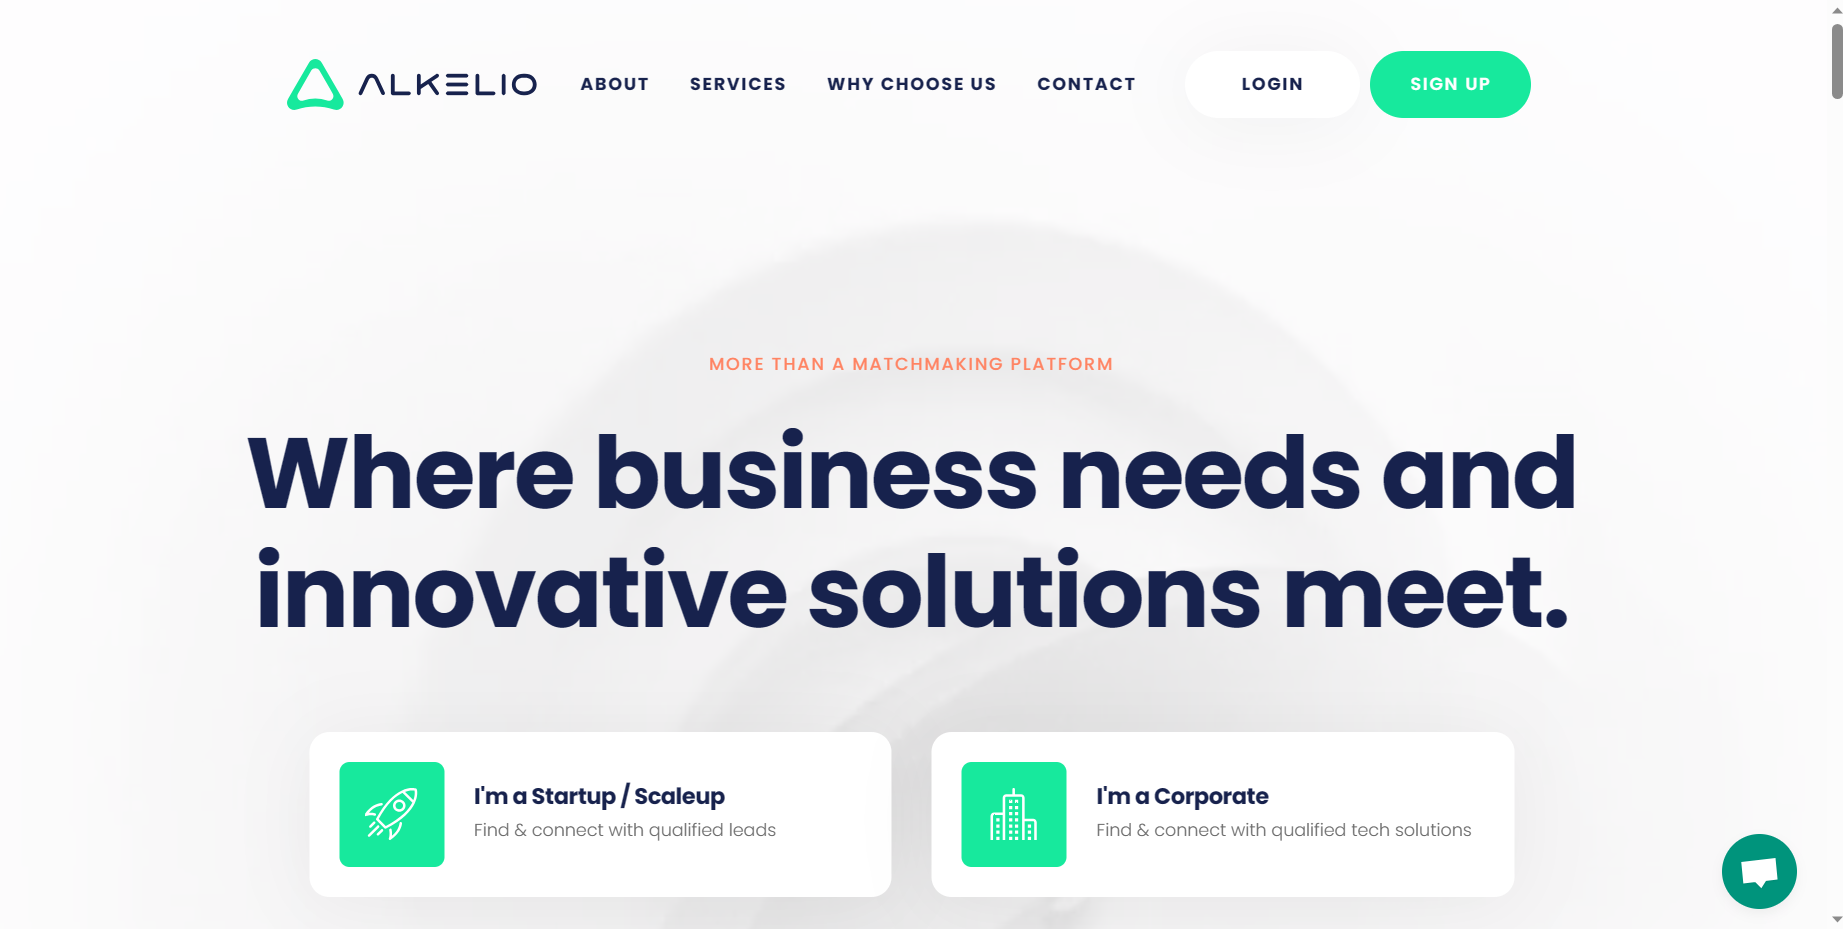 ALKELIO
ABOUT
SERVICES
WHY CHOOSE US
CONTACT
LOGIN
SIGN UP
MORE THAN A MATCHMAKING PLATFORM
Where business needs and
innovative solutions meet.
I'm a Startup / Scaleup
Find & connect with qualified leads
I'm a Corporate
Find & connect with qualified tech solutions